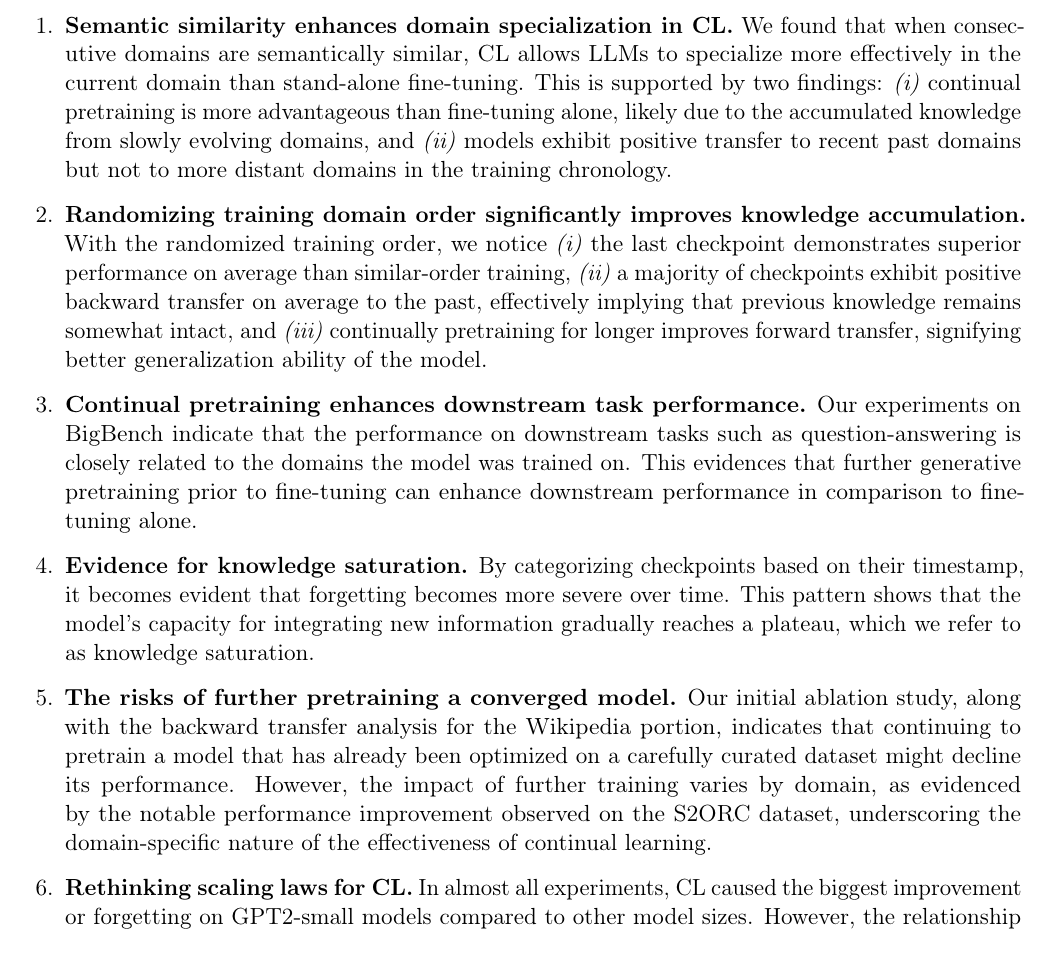 1. Semantic similarity enhances domain specialization in CL. We found that when consec-
utive domains are semantically similar, CL allows LLMs to specialize more effectively in the
current domain than stand-alone fine-tuning. This is supported by two findings: (i) continual
pretraining is more advantageous than fine-tuning alone, likely due to the accumulated knowledge
from slowly evolving domains, and (ii) models exhibit positive transfer to recent past domains
but not to more distant domains in the training chronology.
2. Randomizing training domain order significantly improves knowledge accumulation.
With the randomized training order, we notice (i) the last checkpoint demonstrates superior
performance on average than similar-order training, (ii) a majority of checkpoints exhibit positive
backward transfer on average to the past, effectively implying that previous knowledge remains
somewhat intact, and (iii) continually pretraining for longer improves forward transfer, signifying
better generalization ability of the model.
3. Continual pretraining enhances downstream task performance. Our experiments on
BigBench indicate that the performance on downstream tasks such as question-answering is
closely related to the domains the model was trained on. This evidences that further generative
pretraining prior to fine-tuning can enhance downstream performance in comparison to fine-
tuning alone.
4. Evidence for knowledge saturation. By categorizing checkpoints based on their timestamp,
it becomes evident that forgetting becomes more severe over time. This pattern shows that the
model's capacity for integrating new information gradually reaches a plateau, which we refer to
as knowledge saturation.
5. The risks of further pretraining a converged model. Our initial ablation study, along
with the backward transfer analysis for the Wikipedia portion, indicates that continuing to
pretrain a model that has already been optimized on a carefully curated dataset might decline
its performance. However, the impact of further training varies by domain, as evidenced
by the notable performance improvement observed on the S2ORC dataset, underscoring the
domain-specific nature of the effectiveness of continual learning.
6. Rethinking scaling laws for CL. In almost all experiments, CL caused the biggest improvement
or forgetting on GPT2-small models compared to other model sizes. However, the relationship